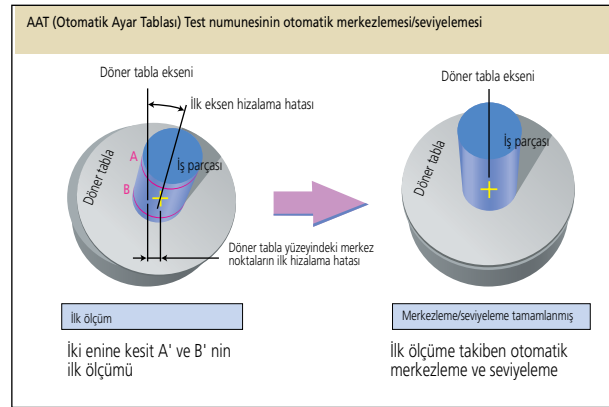 AAT (Otomatik Ayar Tablası) Test numunesinin otomatik merkezlemesi/seviyelemesi
Döner tabla ekseni
İlk eksen hizalama hatası
A
B
İş parçası
Döner tabla
Döner tabla yüzeyindeki merkez
noktaların ilk hizalama hatası
İlk ölçüm
İki enine kesit A' ve B' nin
ilk ölçümü
Döner tabla ekseni
İş parçası
Döner tabla
Merkezleme/seviyeleme tamamlanmış
İlk ölçüme takiben otomatik
merkezleme ve seviyeleme